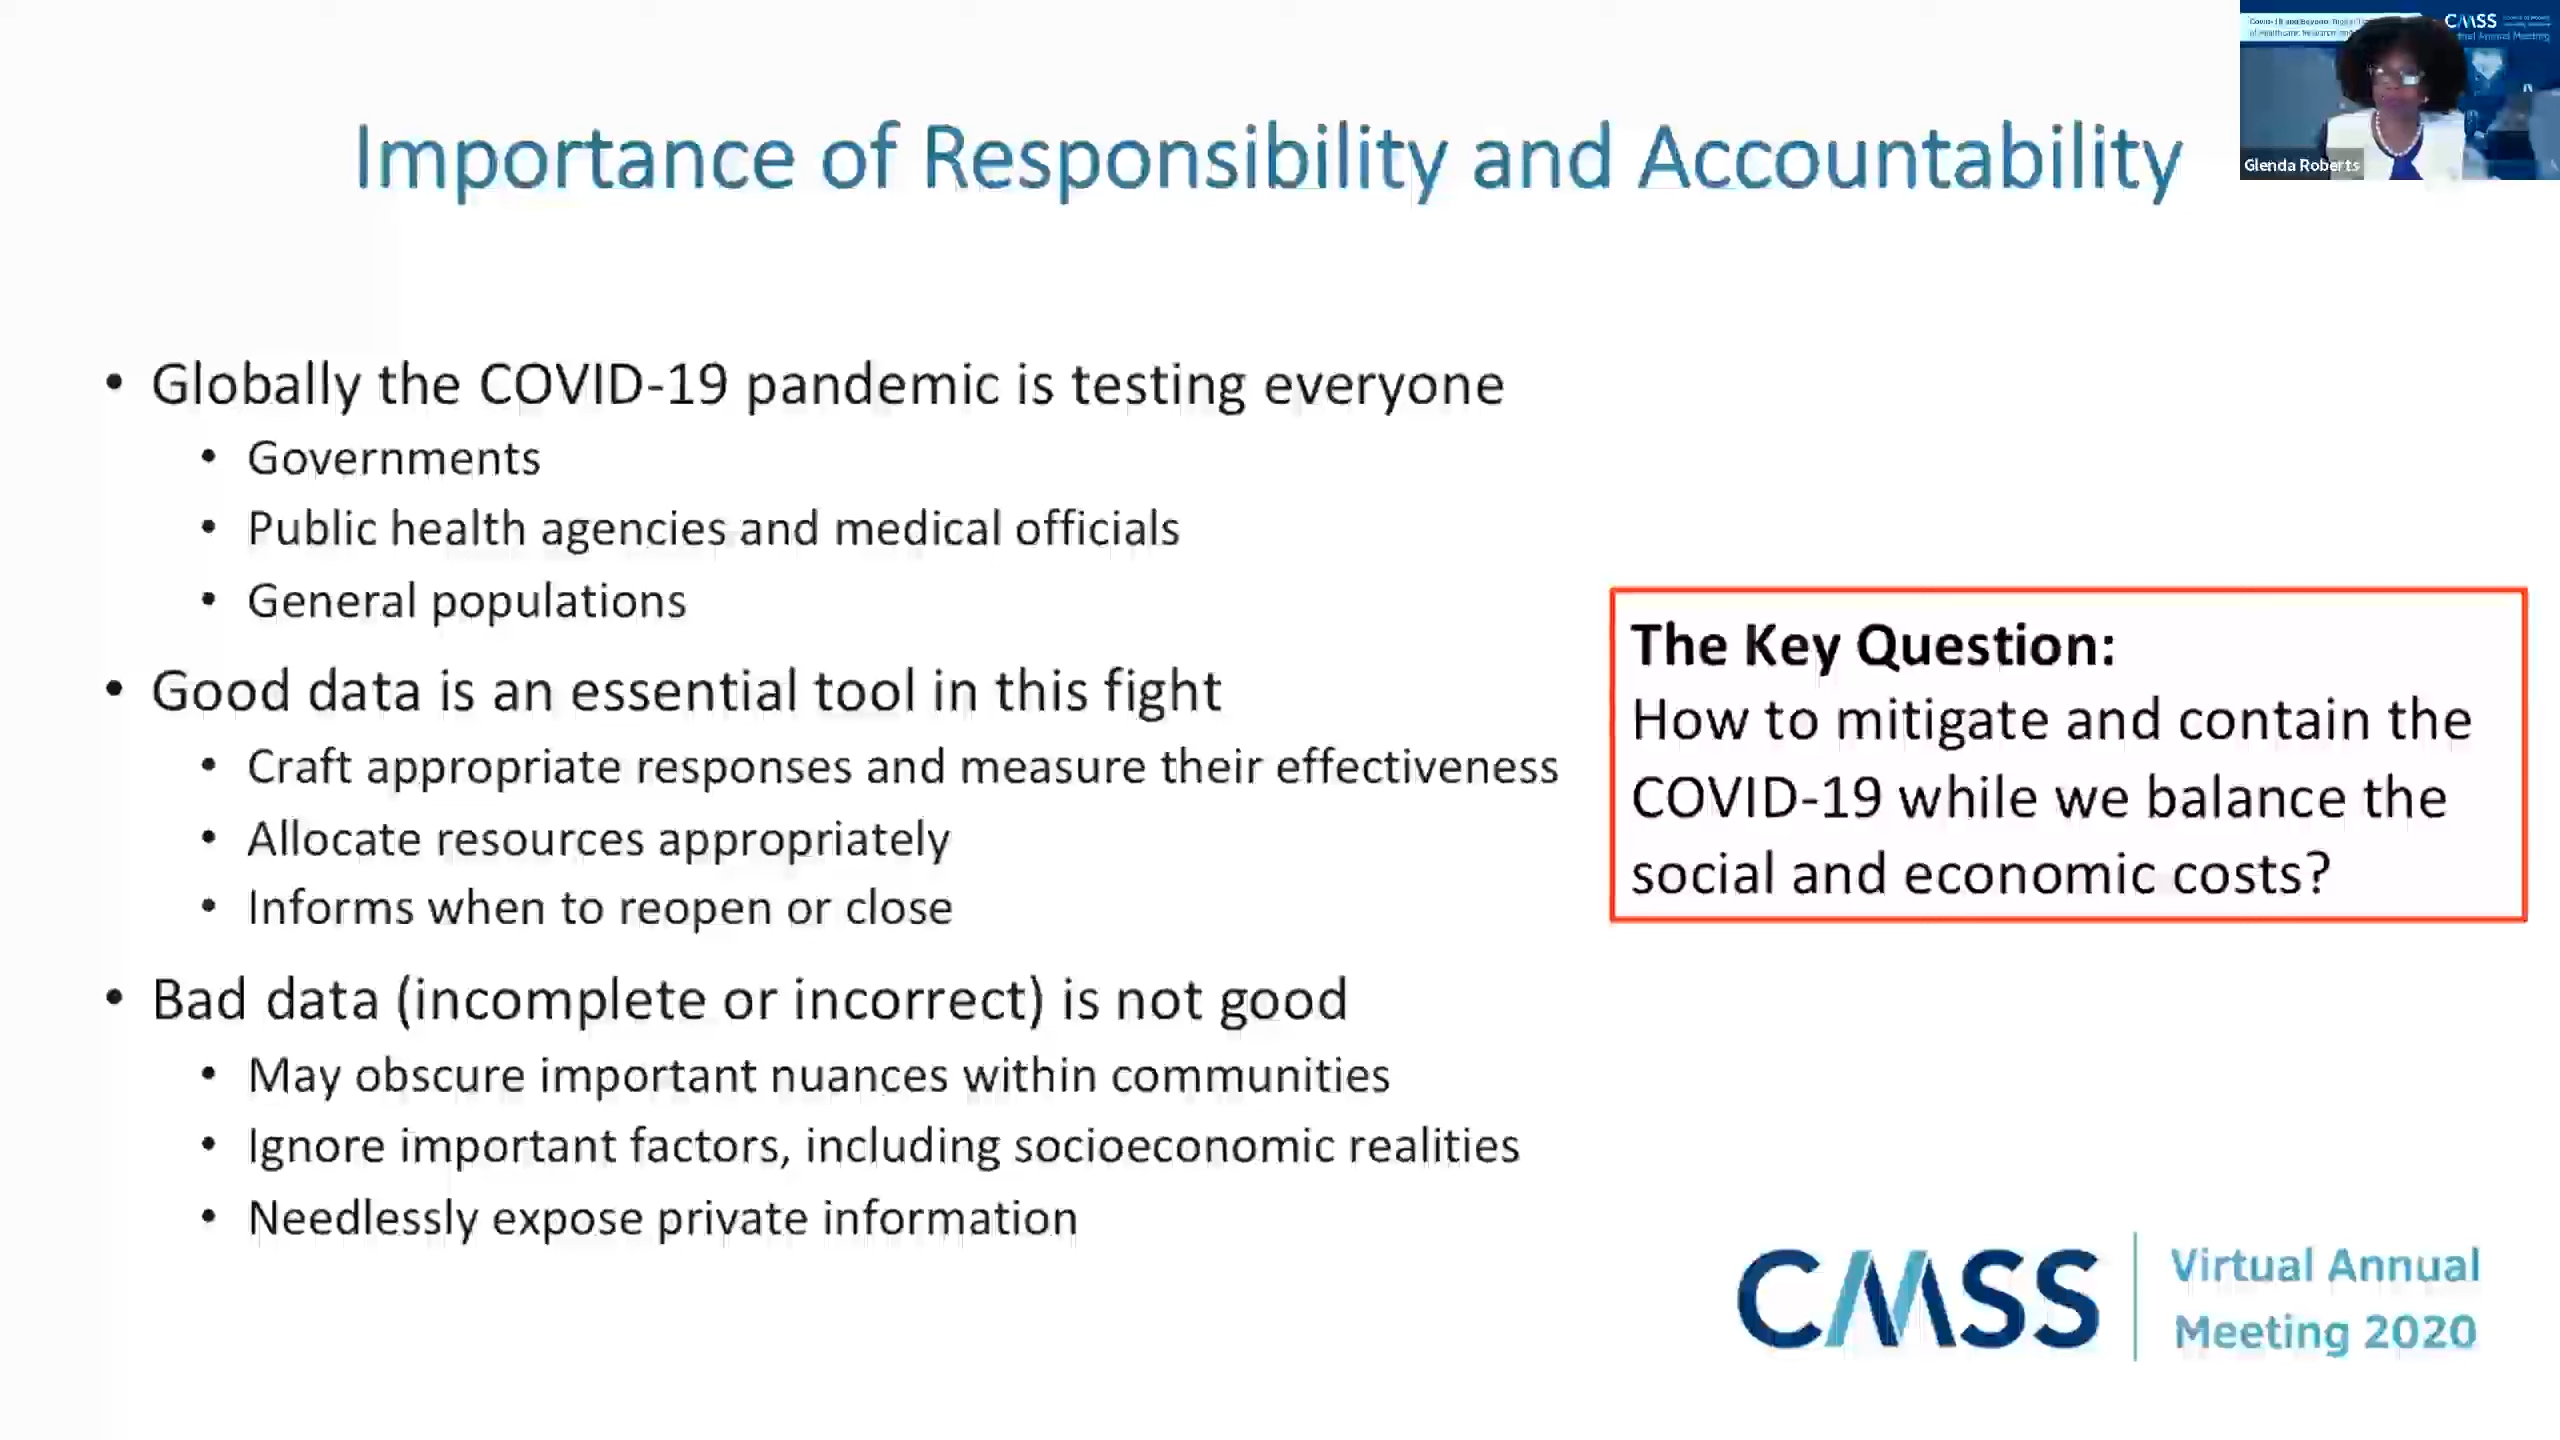 Importance of Responsibility and Accountability
CMSS
Annual Meeting
Glenda Roberts
• Globally the COVID-19 pandemic is testing everyone
• Governments
• Public health agencies and medical officials
• General populations
• Good data is an essential tool in this fight
• Craft appropriate responses and measure their effectiveness
• Allocate resources appropriately
• Informs when to reopen or close
• Bad data (incomplete or incorrect) is not good
• May obscure important nuances within communities
• Ignore important factors, including socioeconomic realities
• Needlessly expose private information
The Key Question:
How to mitigate and contain the
COVID-19 while we balance the
social and economic costs?
CMSS
Virtual Annual
Meeting 2020